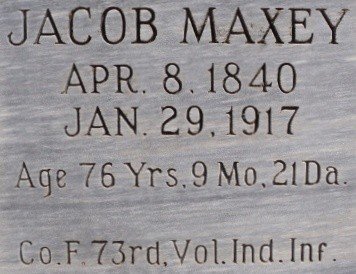 JACOB MAXEY
APR. 8. 1840
JAN. 29. 1917
Age 76 Yrs. 9 Mo. 21 Da.
Co. F. 73rd. Vol. Ind. Inf.